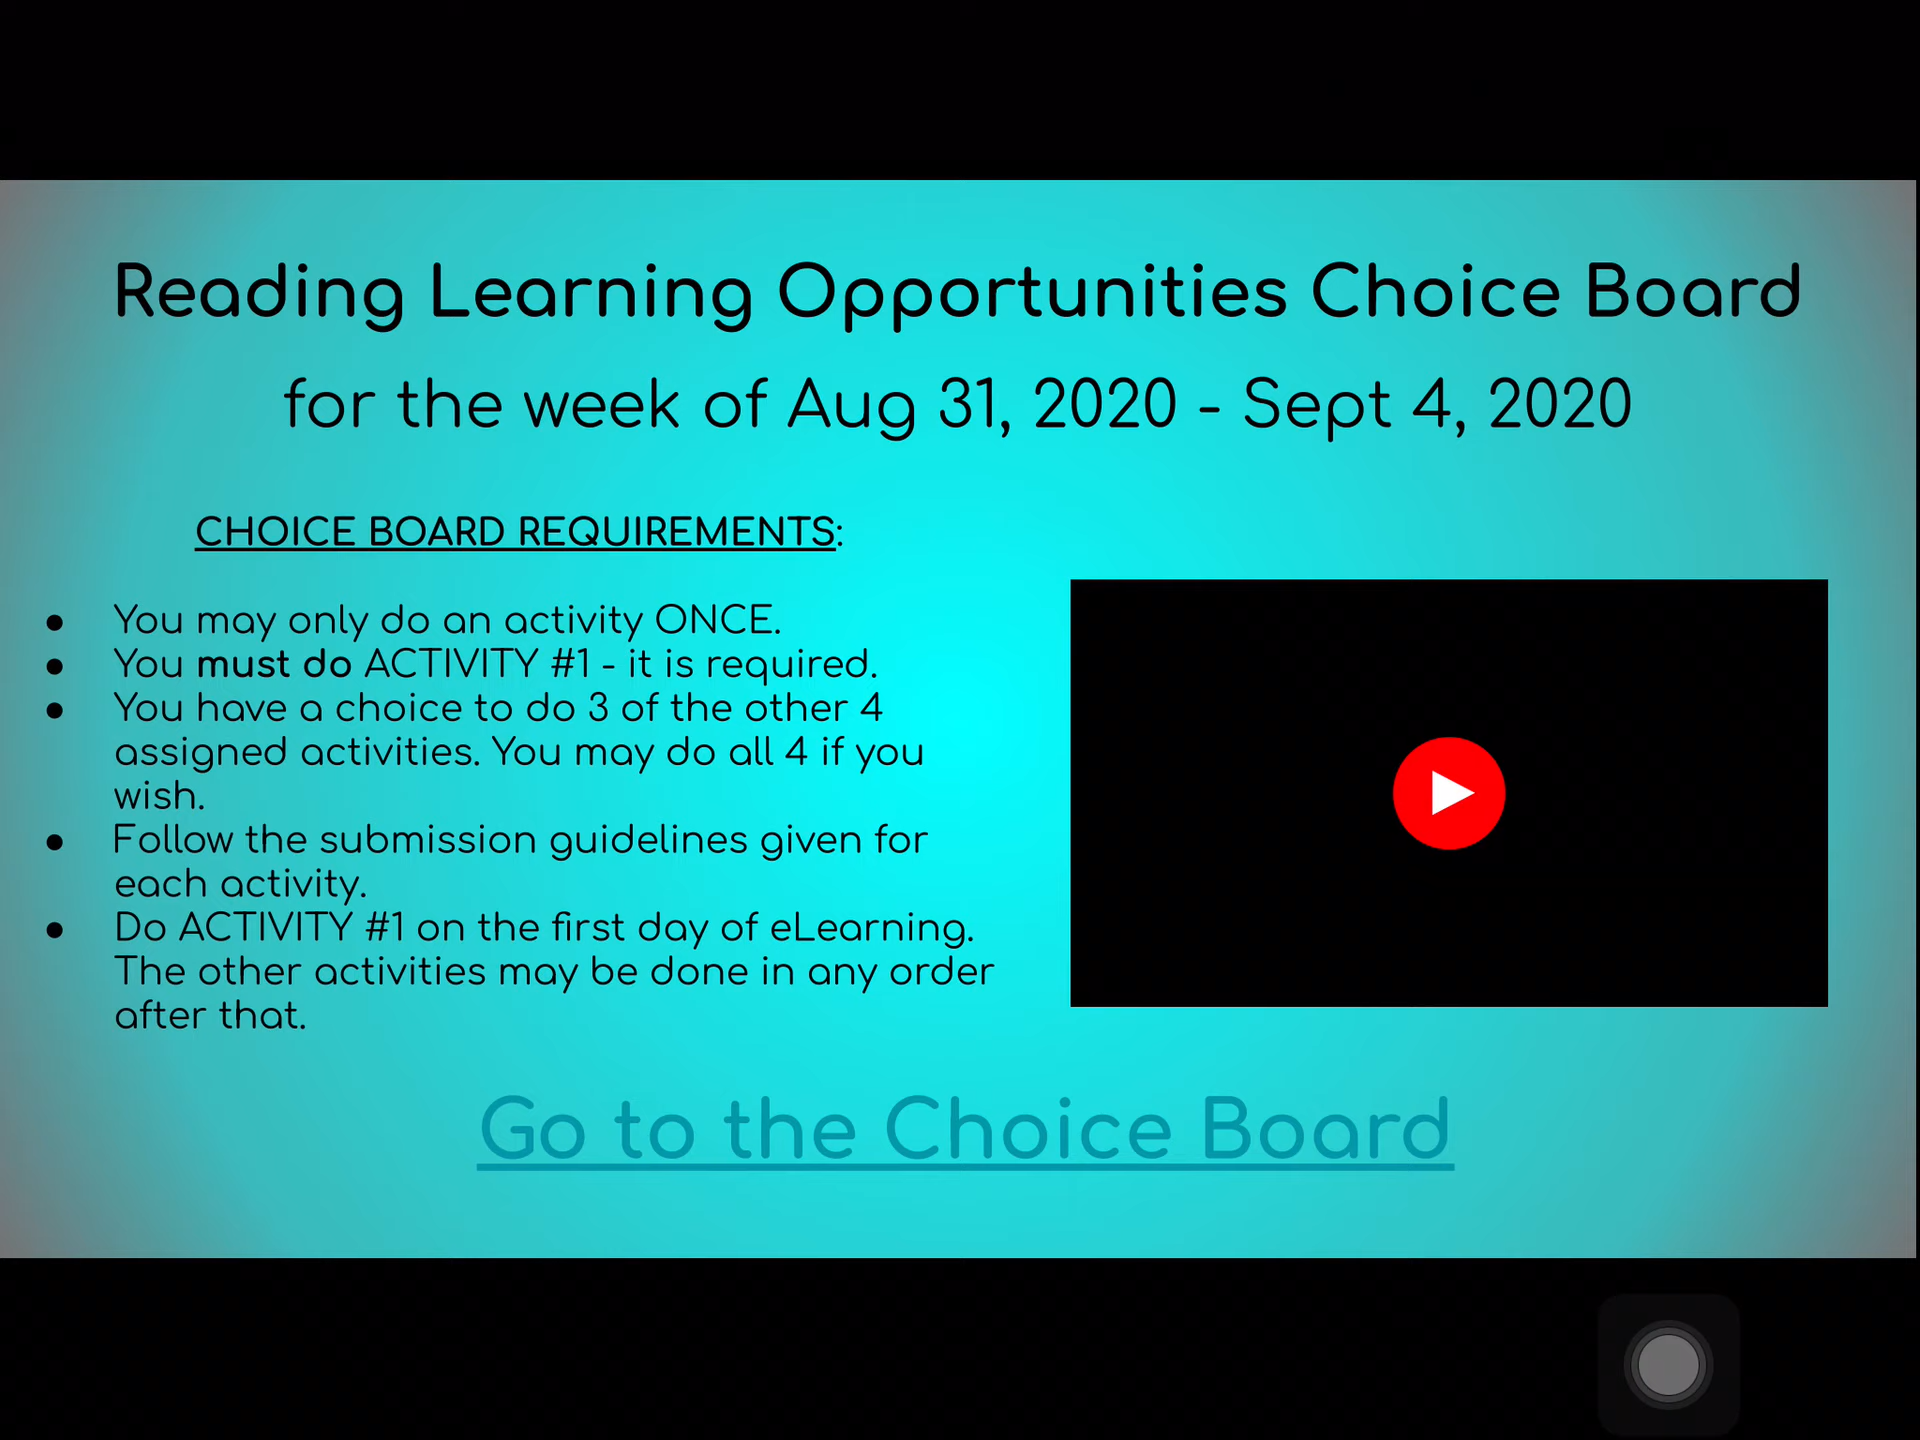 Reading Learning Opportunities Choice Board
for the week of Aug 31, 2020 - Sept 4, 2020
CHOICE BOARD REQUIREMENTS:
● You may only do an activity ONCE.
● You must do ACTIVITY #1 - it is required.
● You have a choice to do 3 of the other 4
assigned activities. You may do all 4 if you
wish.
● Follow the submission guidelines given for
each activity.
● Do ACTIVITY #1 on the first day of eLearning.
The other activities may be done in any order
after that.
Go to the Choice Board